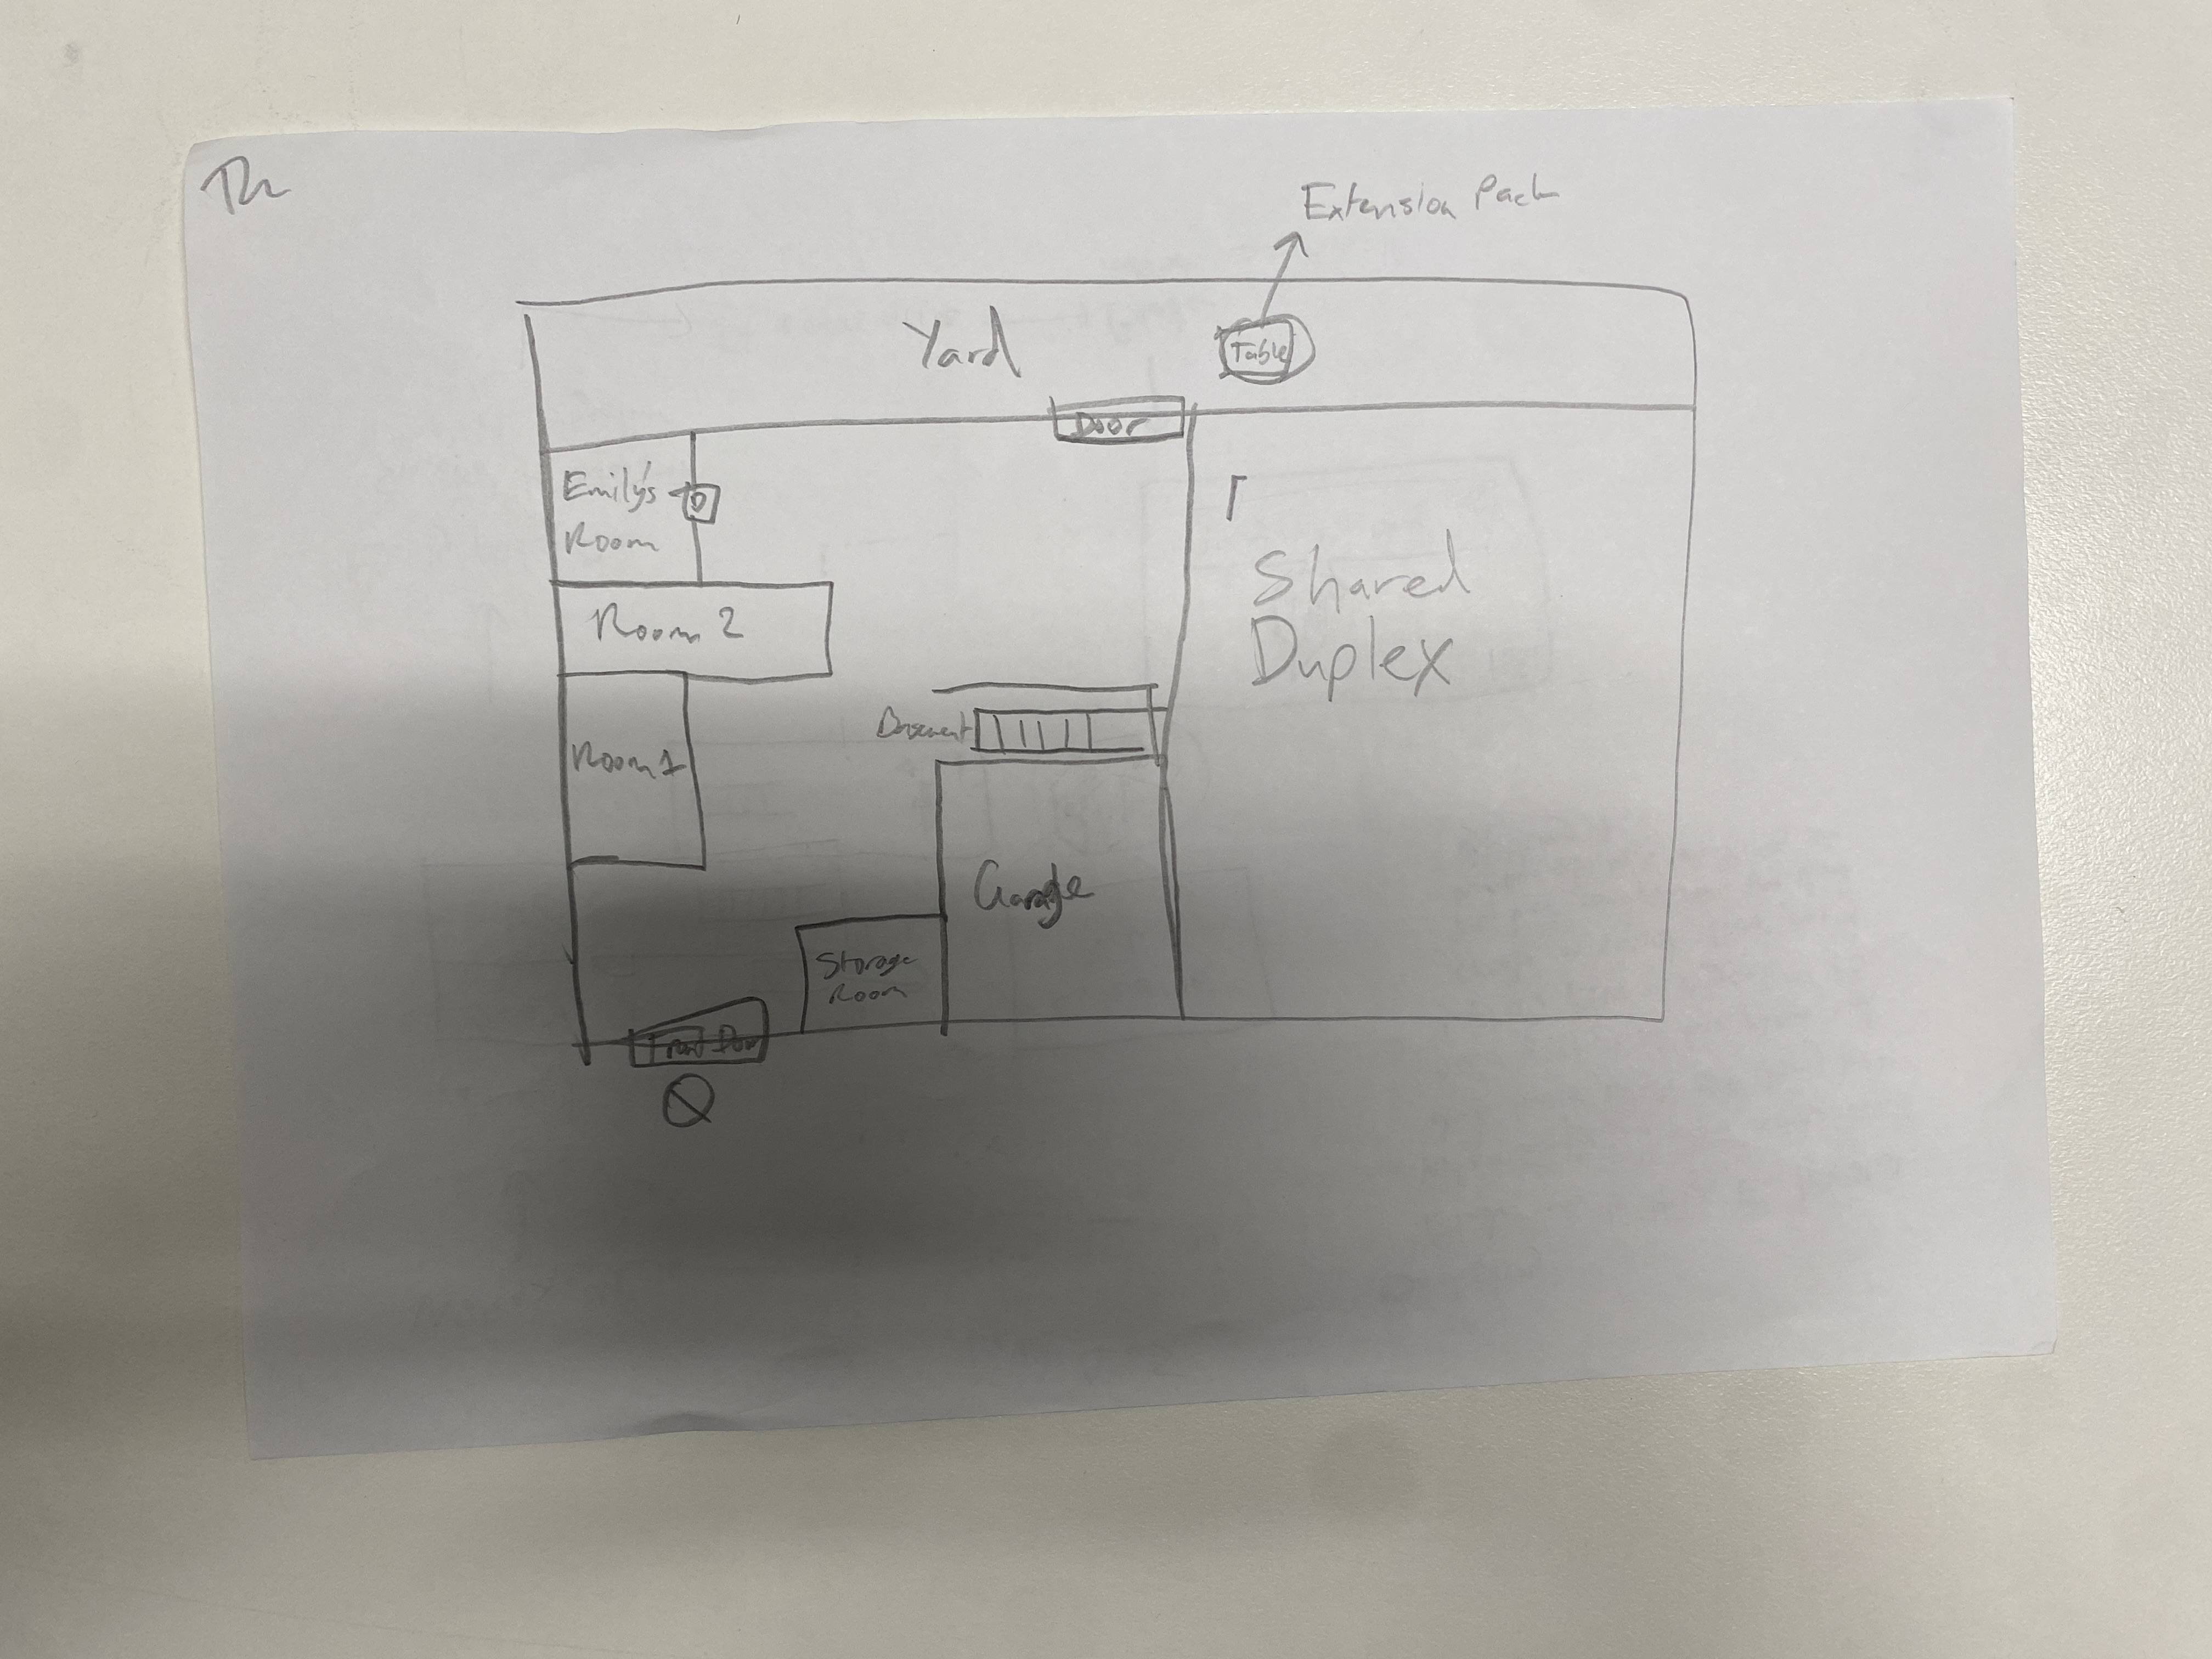 Extension Pack
Yard
Table
Door
Emily's
Room
D
Shared
Duplex
Room 2
Basement
Room 1
Garage
Storage
Room
Front Door